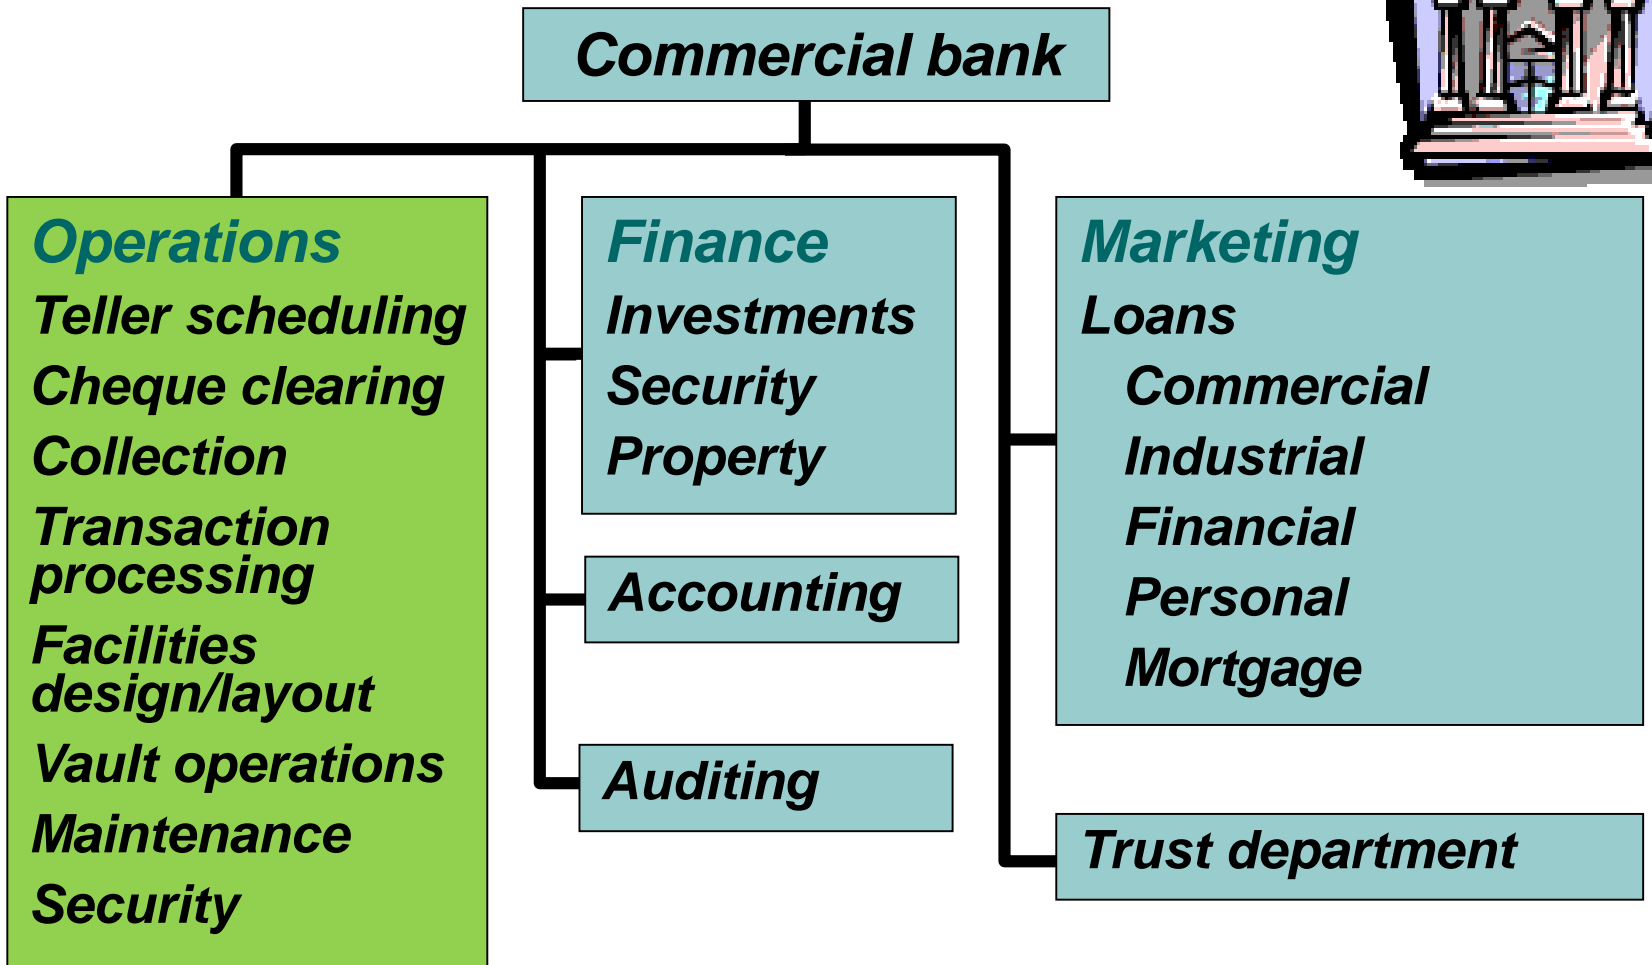 Commercial bank
Operations
Teller scheduling
Cheque clearing
Collection
Transaction
processing
Facilities
design/layout
Vault operations
Maintenance
Security
Finance
Investments
Security
Property
Accounting
Auditing
Marketing
Loans
Commercial
Industrial
Financial
Personal
Mortgage
Trust department